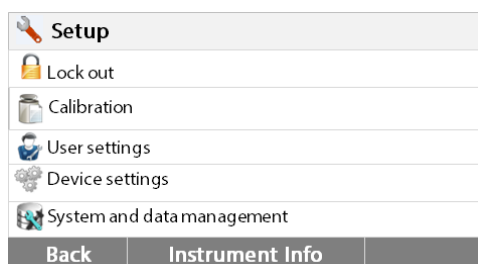 Setup
Lock out
Calibration
User settings
Device settings
System and data management
Back Instrument Info